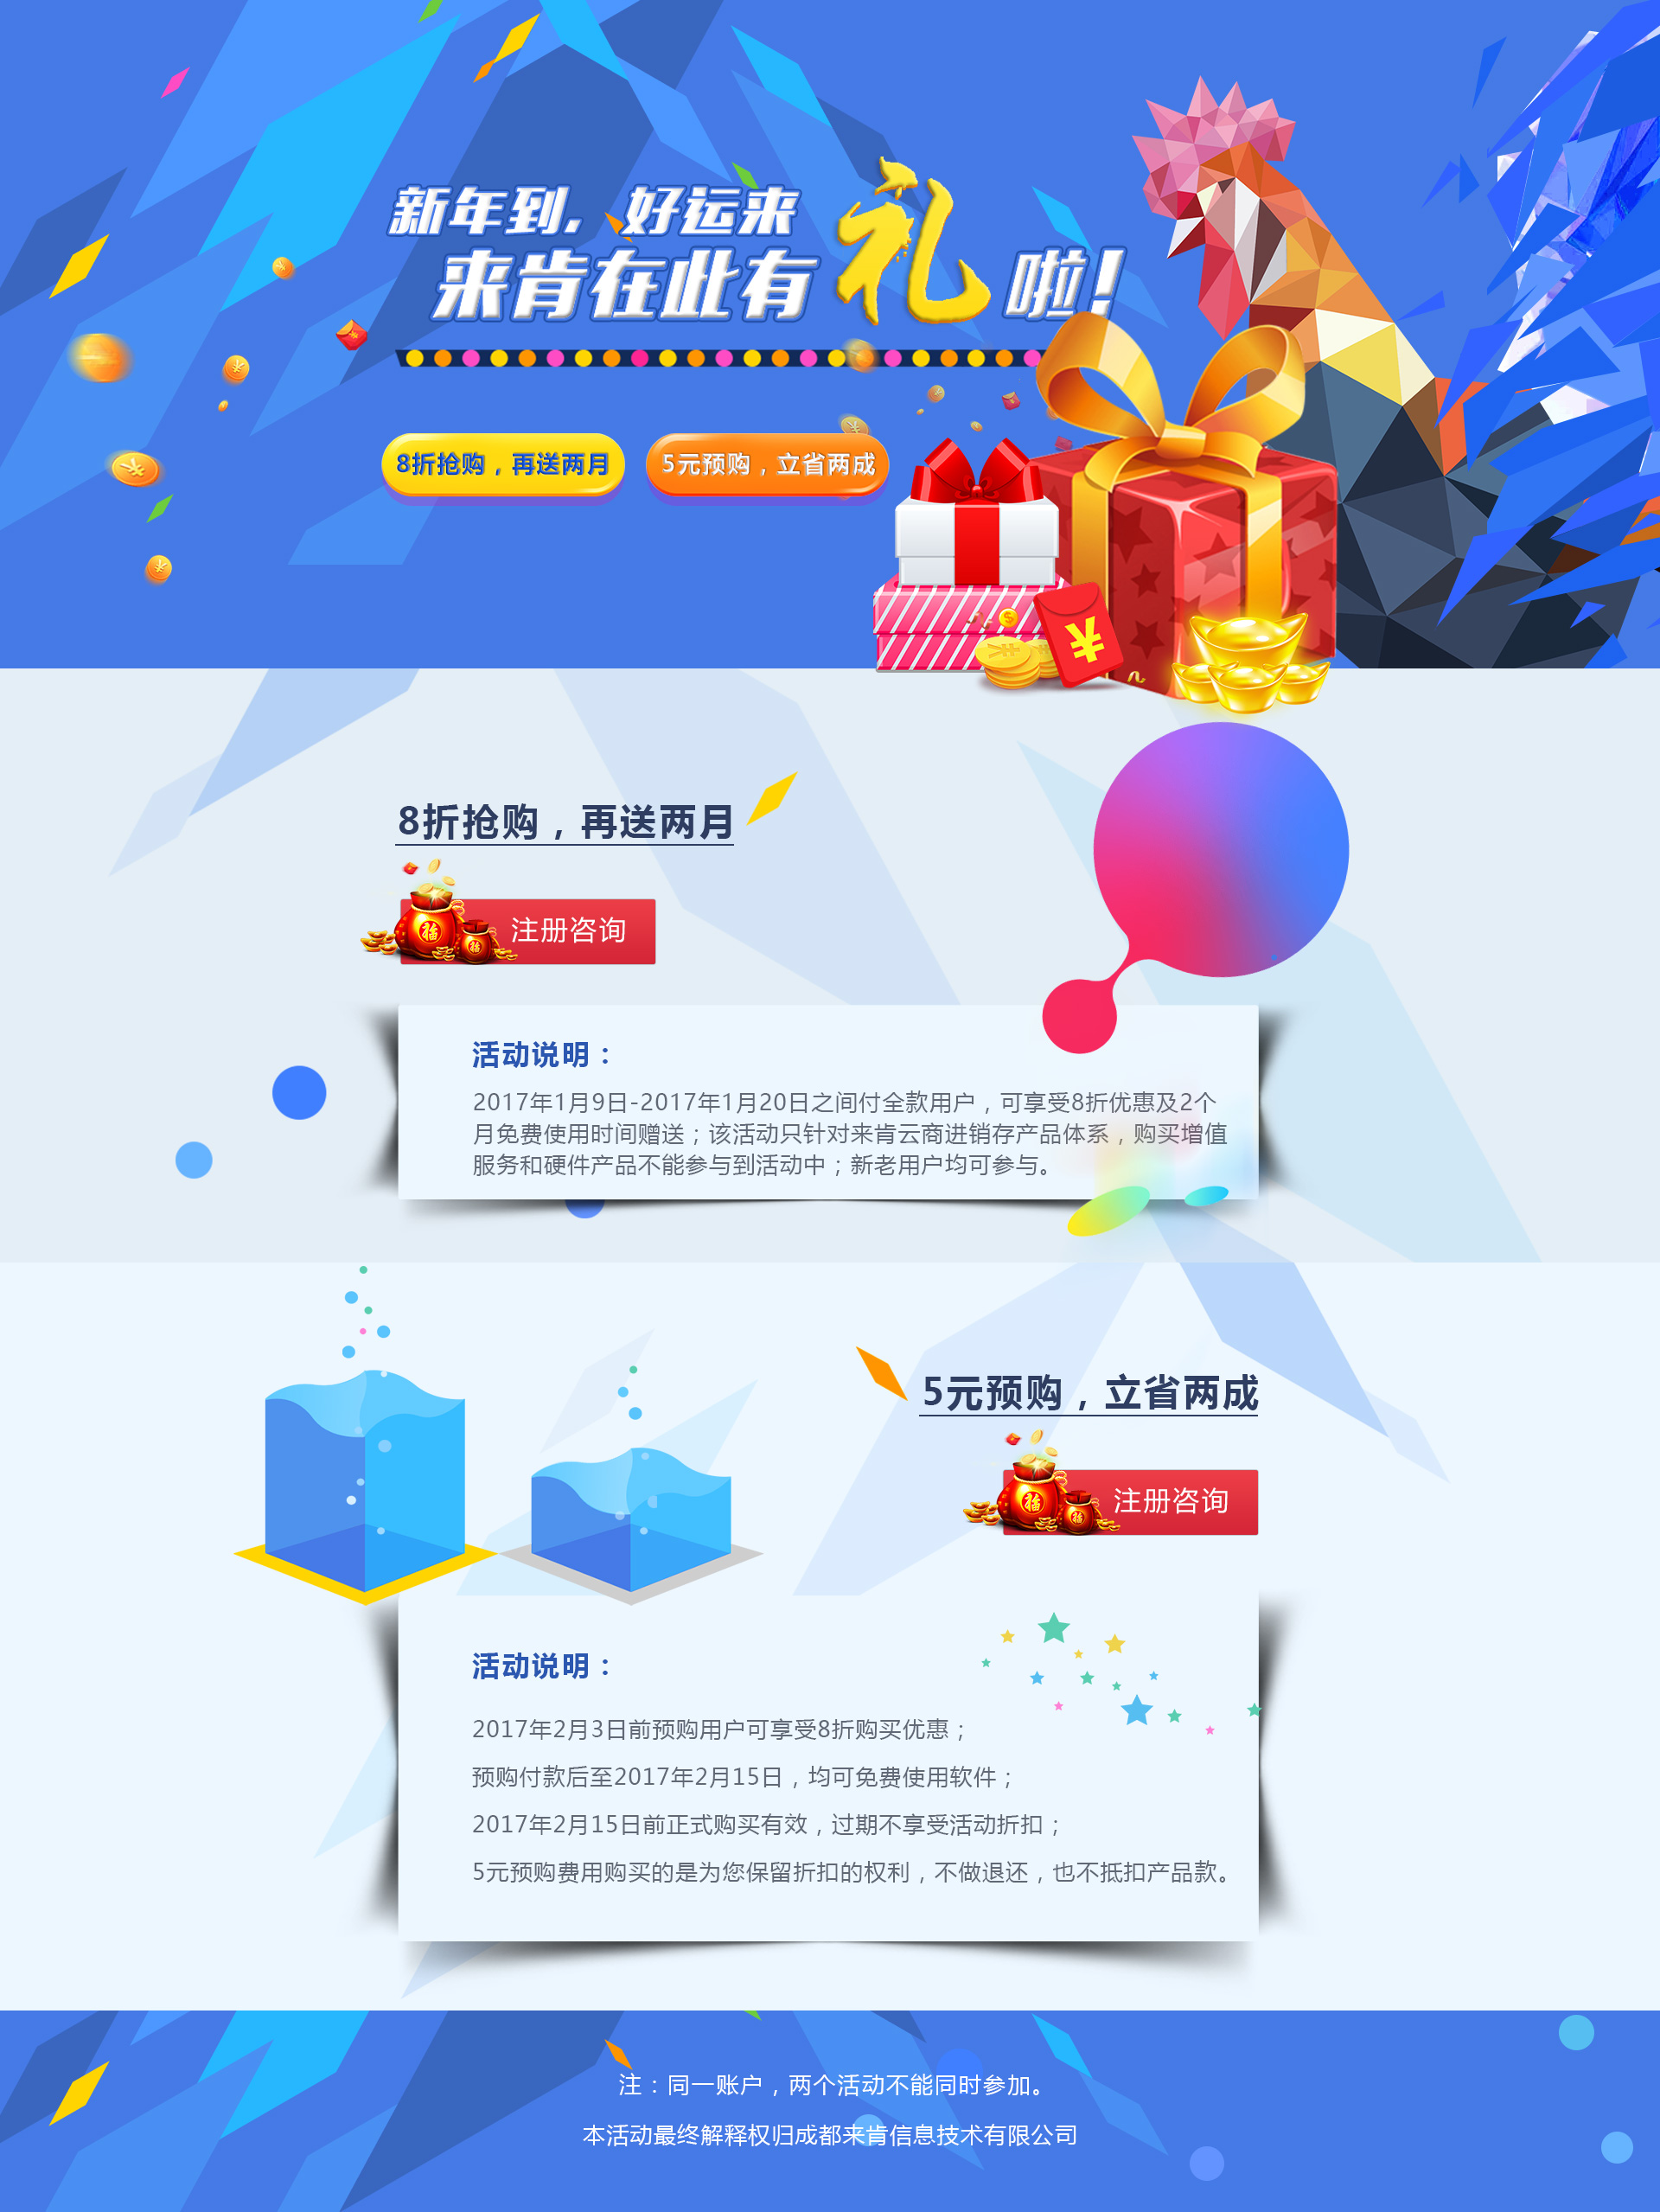 新年到,好运来
来肯在此有礼啦!
8折抢购，再送两月
5元预购，立省两成
8折抢购，再送两月
福
福
注册咨询
活动说明：
2017年1月9日-2017年1月20日之间付全款用户，可享受8折优惠及2个
月免费使用时间赠送；该活动只针对来肯云商进销存产品体系，购买增值
服务和硬件产品不能参与到活动中；新老用户均可参与。
5元预购，立省两成
福
福
注册咨询
活动说明：
2017年2月3日前预购用户可享受8折购买优惠；
预购付款后至2017年2月15日，均可免费使用软件；
2017年2月15日前正式购买有效，过期不享受活动折扣；
5元预购费用购买的是为您保留折扣的权利，不做退还，也不抵扣产品款。
注：同一账户，两个活动不能同时参加。
本活动最终解释权归成都来肯信息技术有限公司